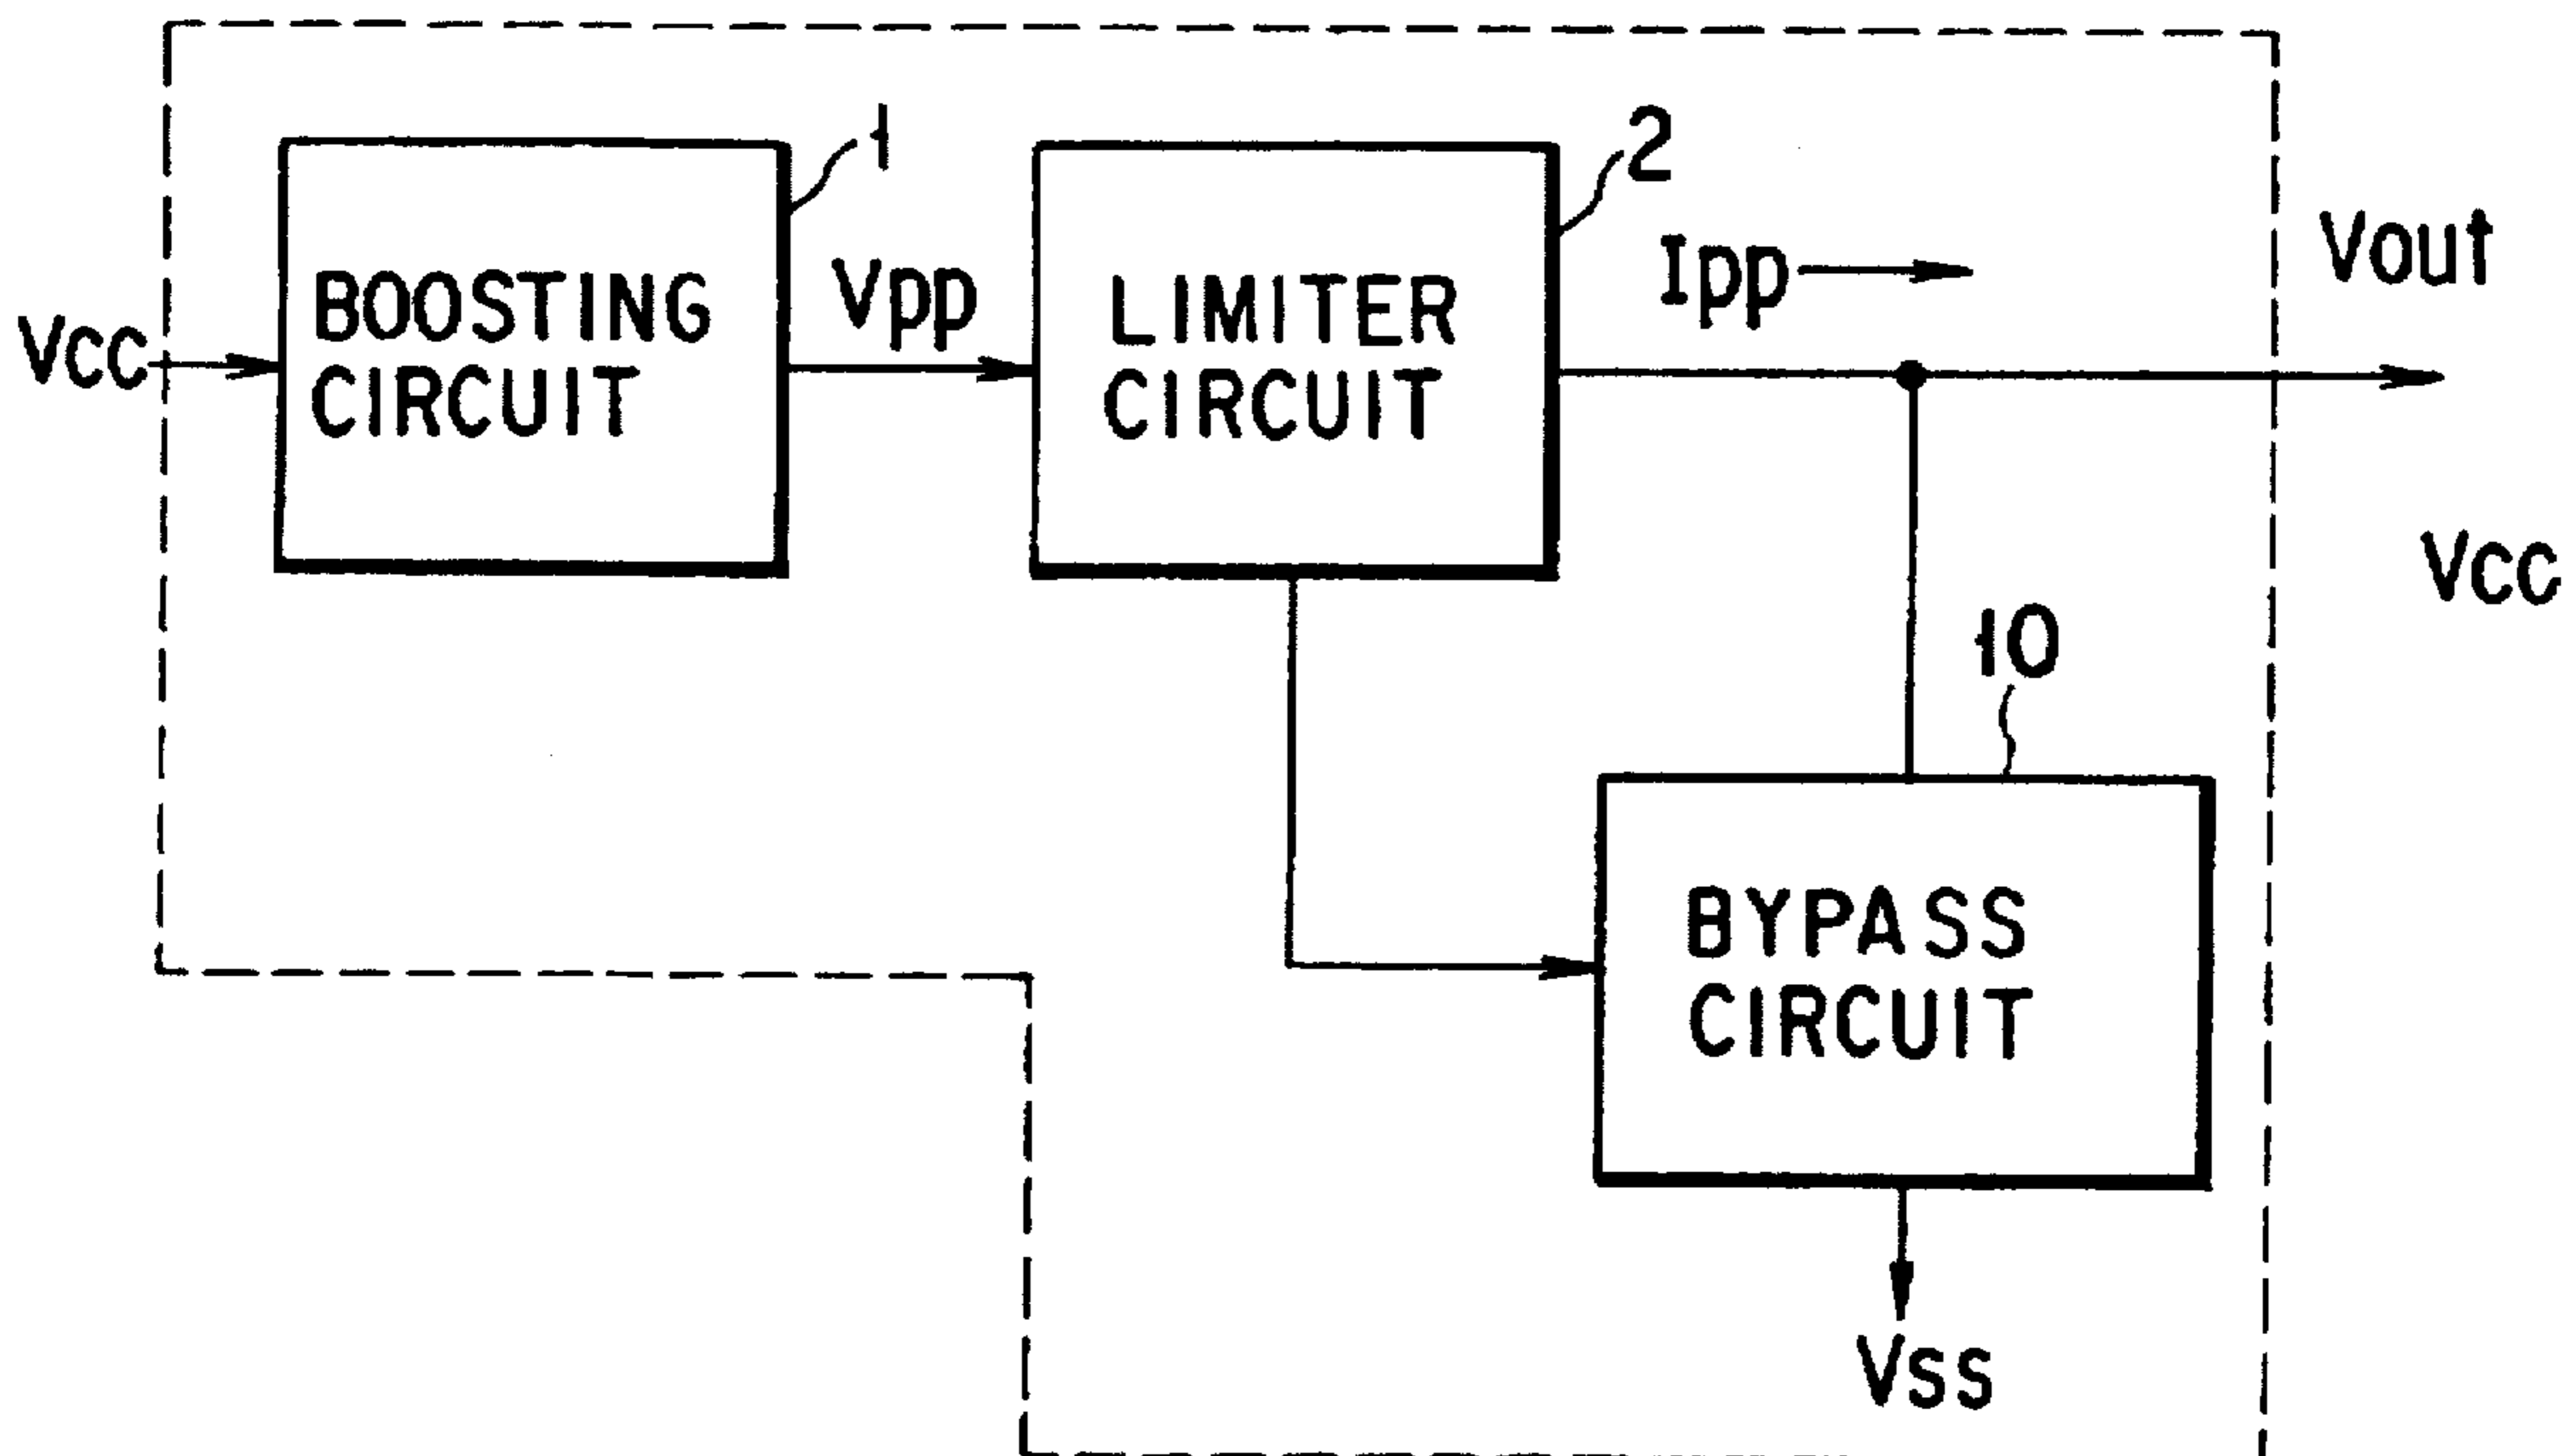 1
2
Vcc
BOOSTING
CIRCUIT
Vpp
LIMITER
CIRCUIT
Ipp
Vout
Vcc
10
BYPASS
CIRCUIT
Vss